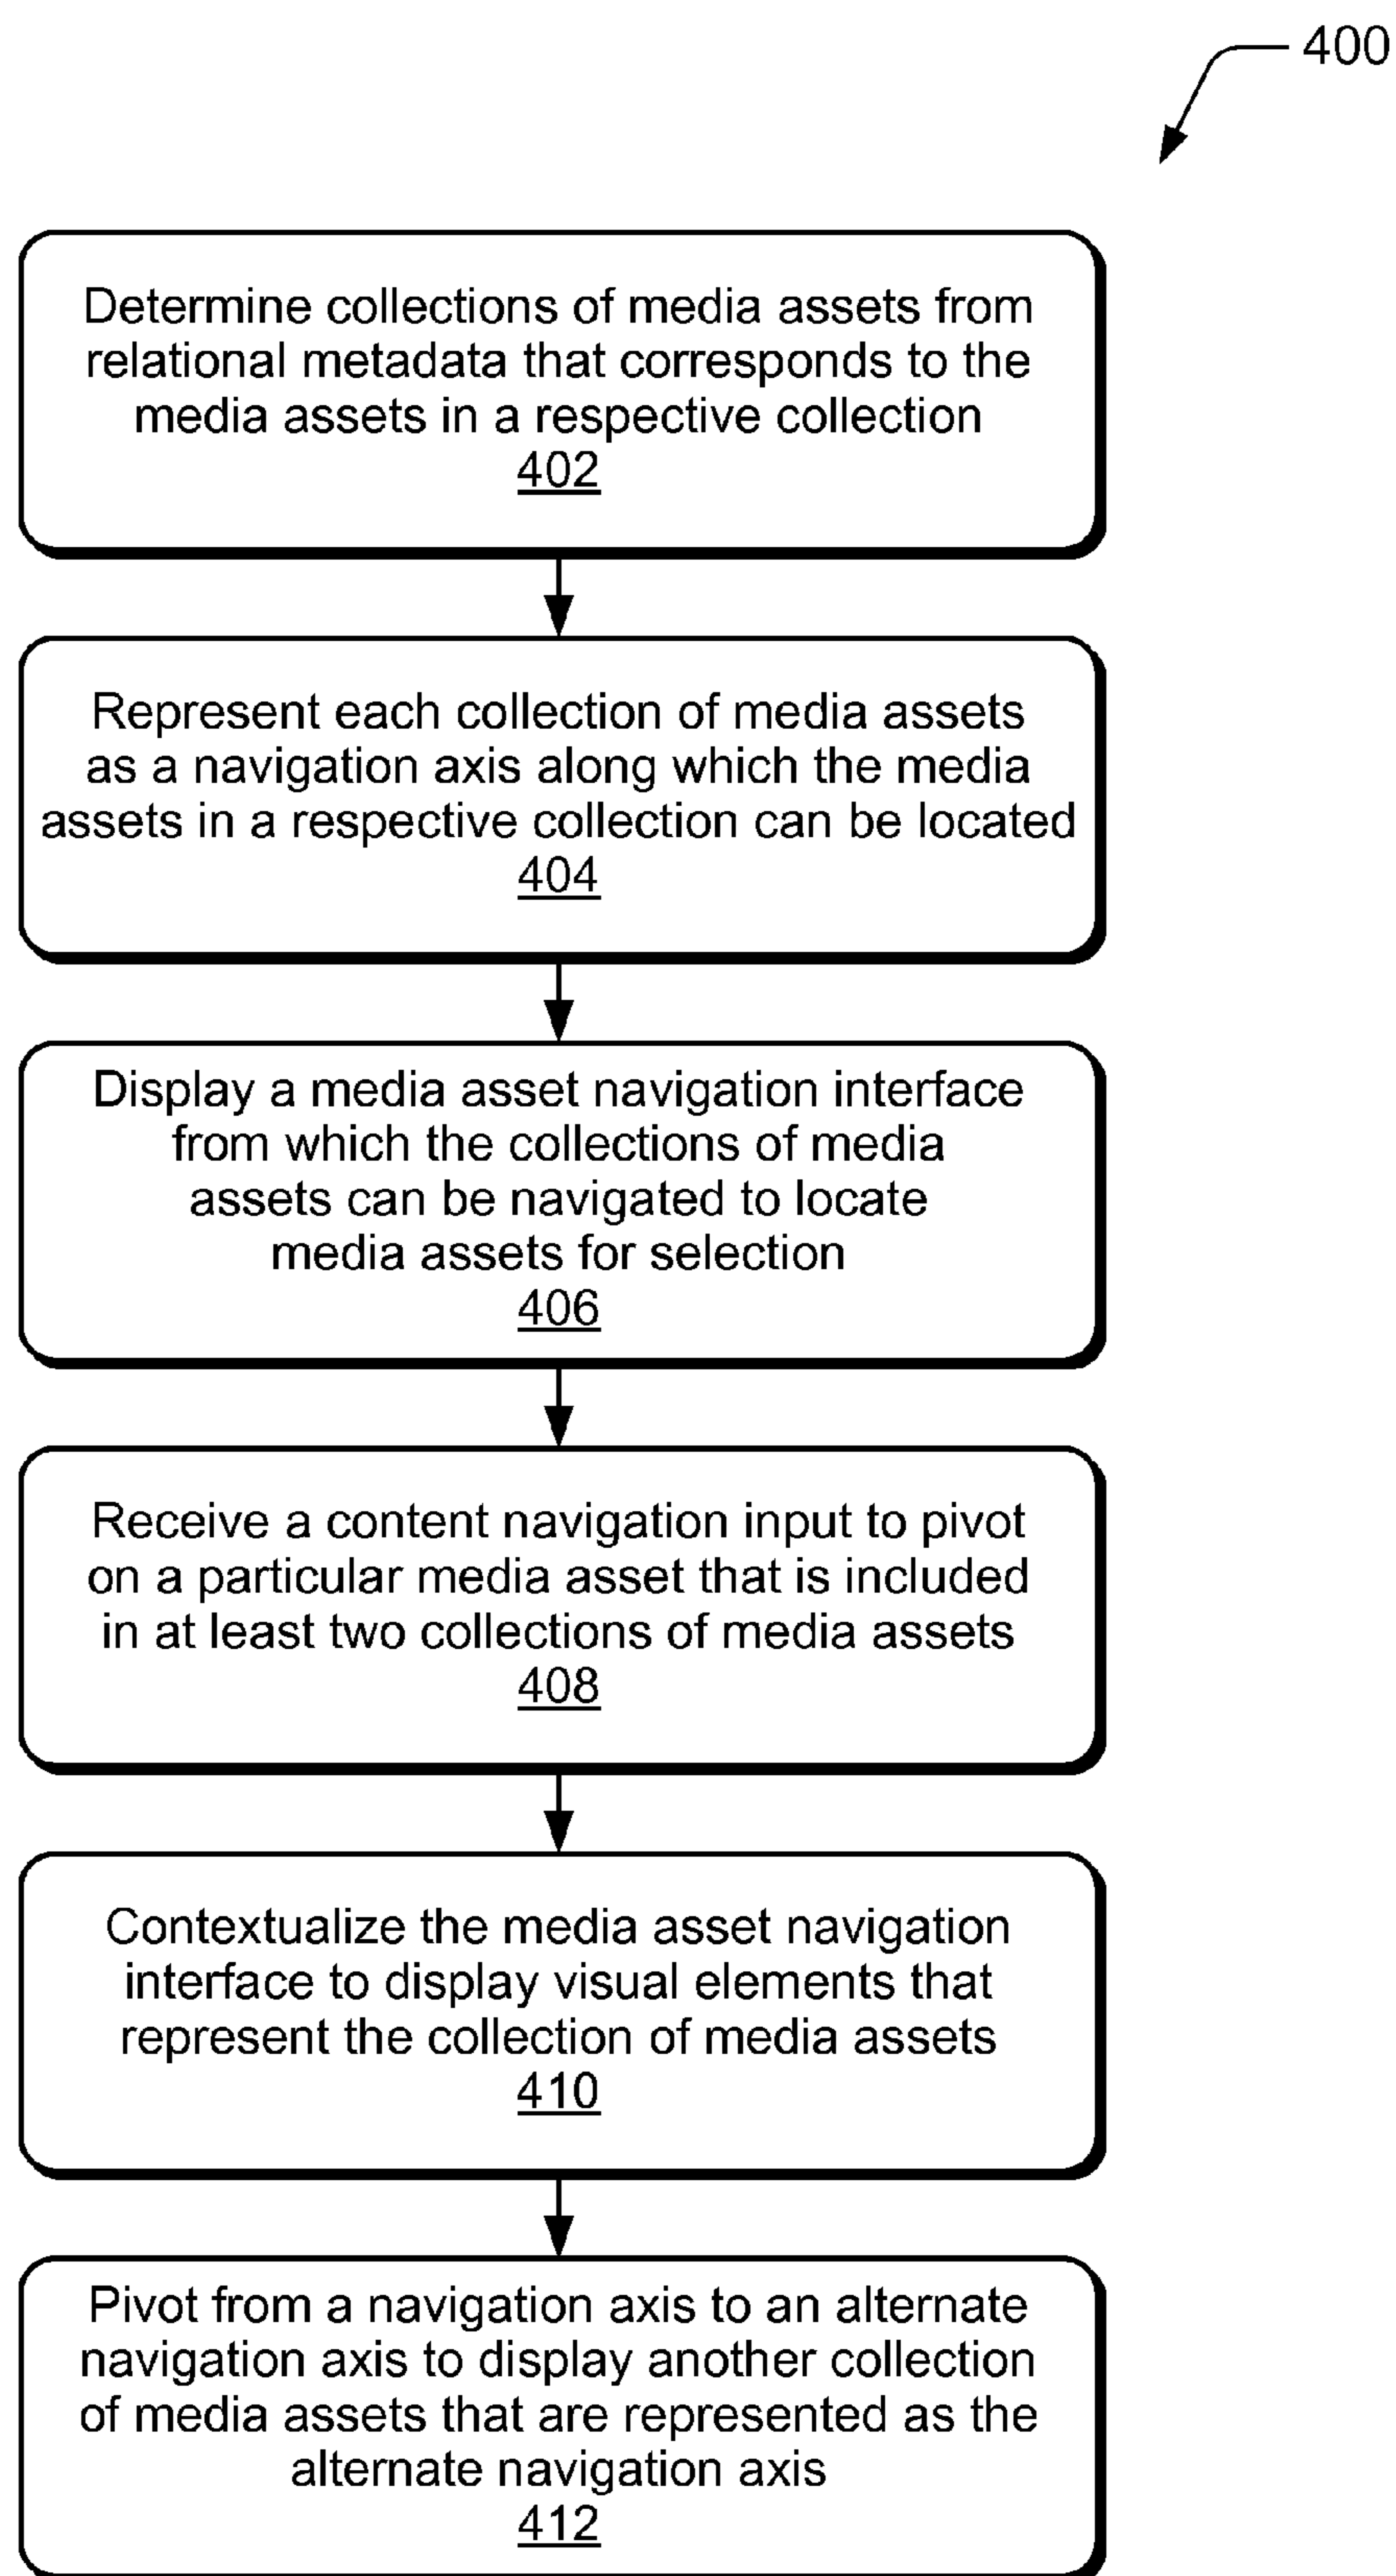 400
Determine collections of media assets from
relational metadata that corresponds to the
media assets in a respective collection
402
Represent each collection of media assets
as a navigation axis along which the media
assets in a respective collection can be located
404
Display a media asset navigation interface
from which the collections of media
assets can be navigated to locate
media assets for selection
406
Receive a content navigation input to pivot
on a particular media asset that is included
in at least two collections of media assets
408
Contextualize the media asset navigation
interface to display visual elements that
represent the collection of media assets
410
Pivot from a navigation axis to an alternate
navigation axis to display another collection
of media assets that are represented as the
alternate navigation axis
412